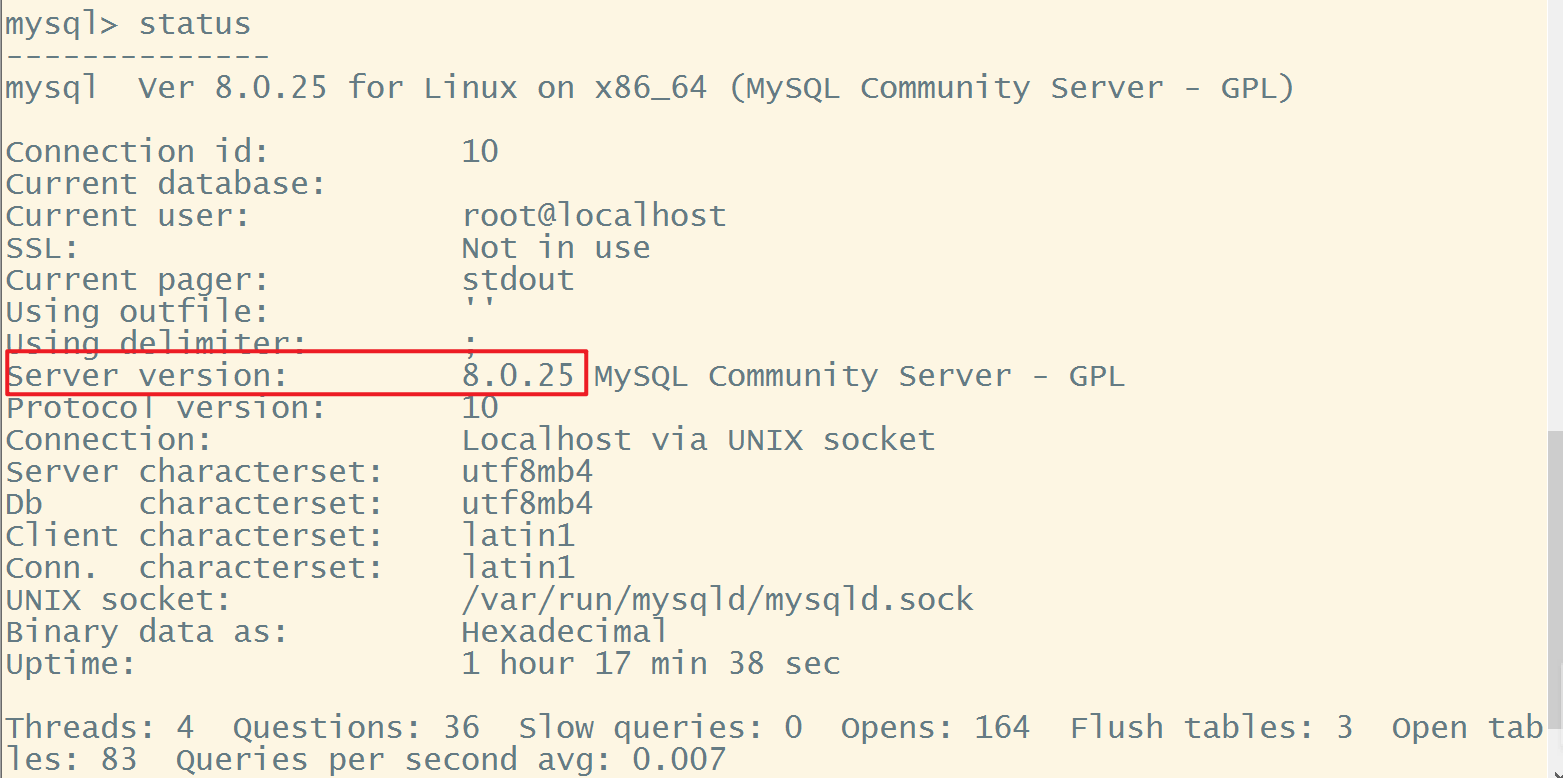 mysql> status
--------------
mysql  Ver 8.0.25 for Linux on x86_64 (MySQL Community Server - GPL)
Connection id:          10
Current database:
Current user:           root@localhost
SSL:                    Not in use
Current pager:          stdout
Using outfile:          ''
Using delimiter:        ;
Server version:         8.0.25 MySQL Community Server - GPL
Protocol version:       10
Connection:             Localhost via UNIX socket
Server characterset:    utf8mb4
Db     characterset:    utf8mb4
Client characterset:    latin1
Conn.  characterset:    latin1
UNIX socket:            /var/run/mysqld/mysqld.sock
Binary data as:         Hexadecimal
Uptime:                 1 hour 17 min 38 sec
Threads: 4  Questions: 36  Slow queries: 0  Opens: 164  Flush tables: 3  Open tab
les: 83  Queries per second avg: 0.007